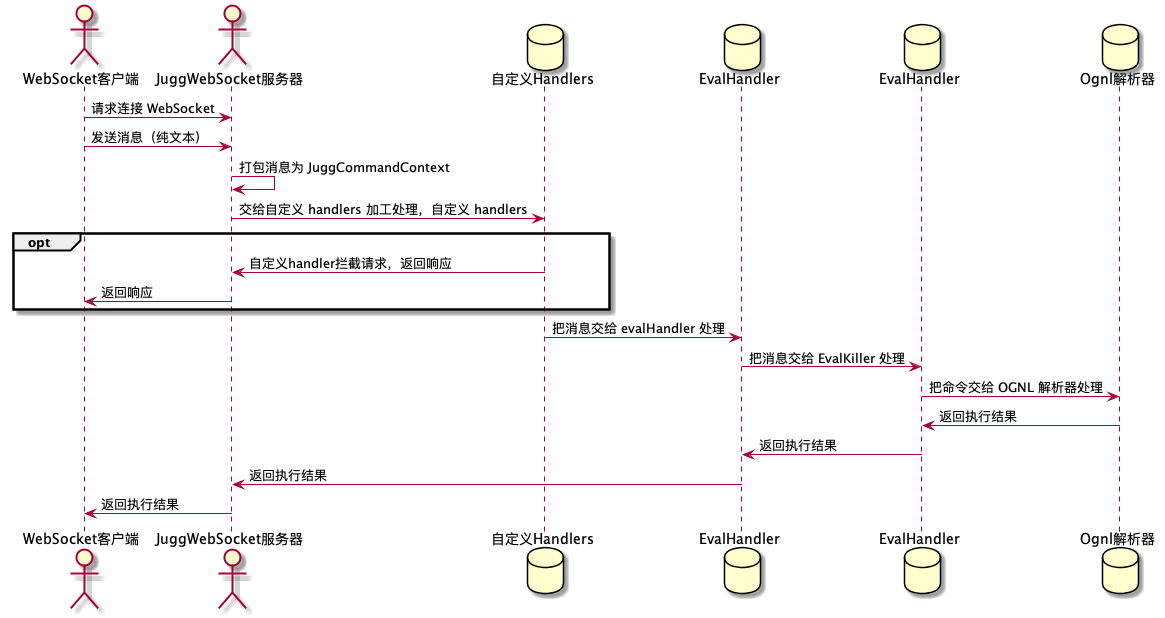 WebSocket客户端
JuggWebSocket服务器
自定义Handlers
EvalHandler
EvalHandler
Ognl解析器
请求连接 WebSocket
发送消息（纯文本）
打包消息为 JuggCommandContext
交给自定义 handlers 加工处理，自定义 handlers
opt
自定义handler拦截请求，返回响应
返回响应
把消息交给 evalHandler 处理
把消息交给 EvalKiller 处理
把命令交给 OGNL 解析器处理
返回执行结果
返回执行结果
返回执行结果
返回执行结果
WebSocket客户端
JuggWebSocket服务器
自定义Handlers
EvalHandler
EvalHandler
Ognl解析器